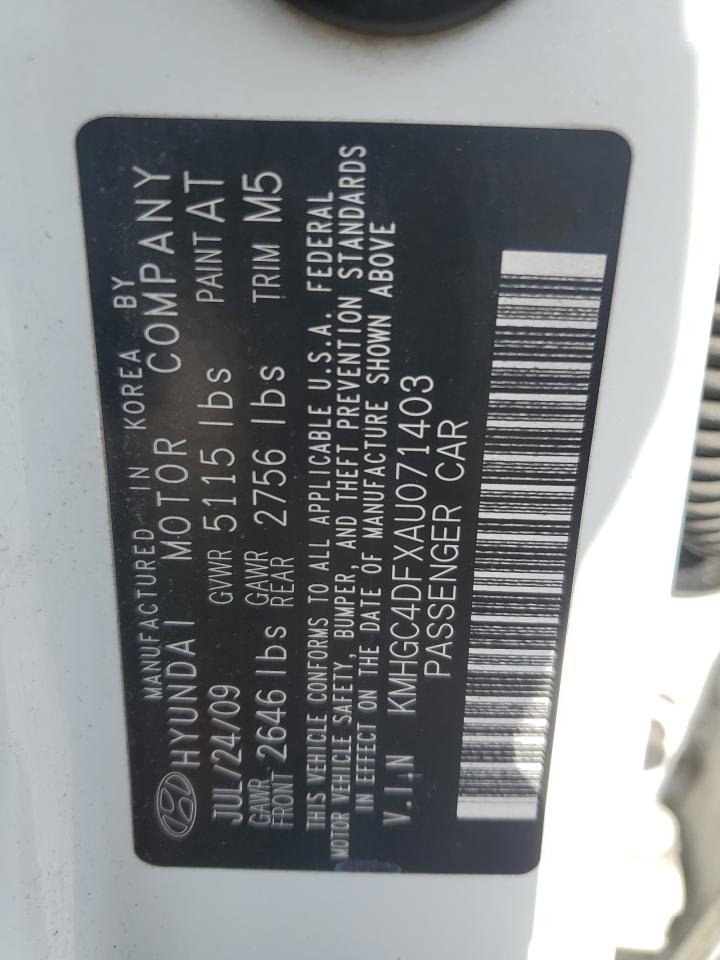 MANUFACTURED IN KOREA BY
HYUNDAI MOTOR COMPANY
JUL/24/09 GVWR 5115 lbs PAINT AT
GAWR FRONT 2646 lbs GAWR REAR 2756 lbs TRIM M5
THIS VEHICLE CONFORMS TO ALL APPLICABLE U.S.A. FEDERAL
MOTOR VEHICLE SAFETY, BUMPER, AND THEFT PREVENTION STANDARDS
IN EFFECT ON THE DATE OF MANUFACTURE SHOWN ABOVE
V.I.N KMHGC4DFXAU071403
PASSENGER CAR